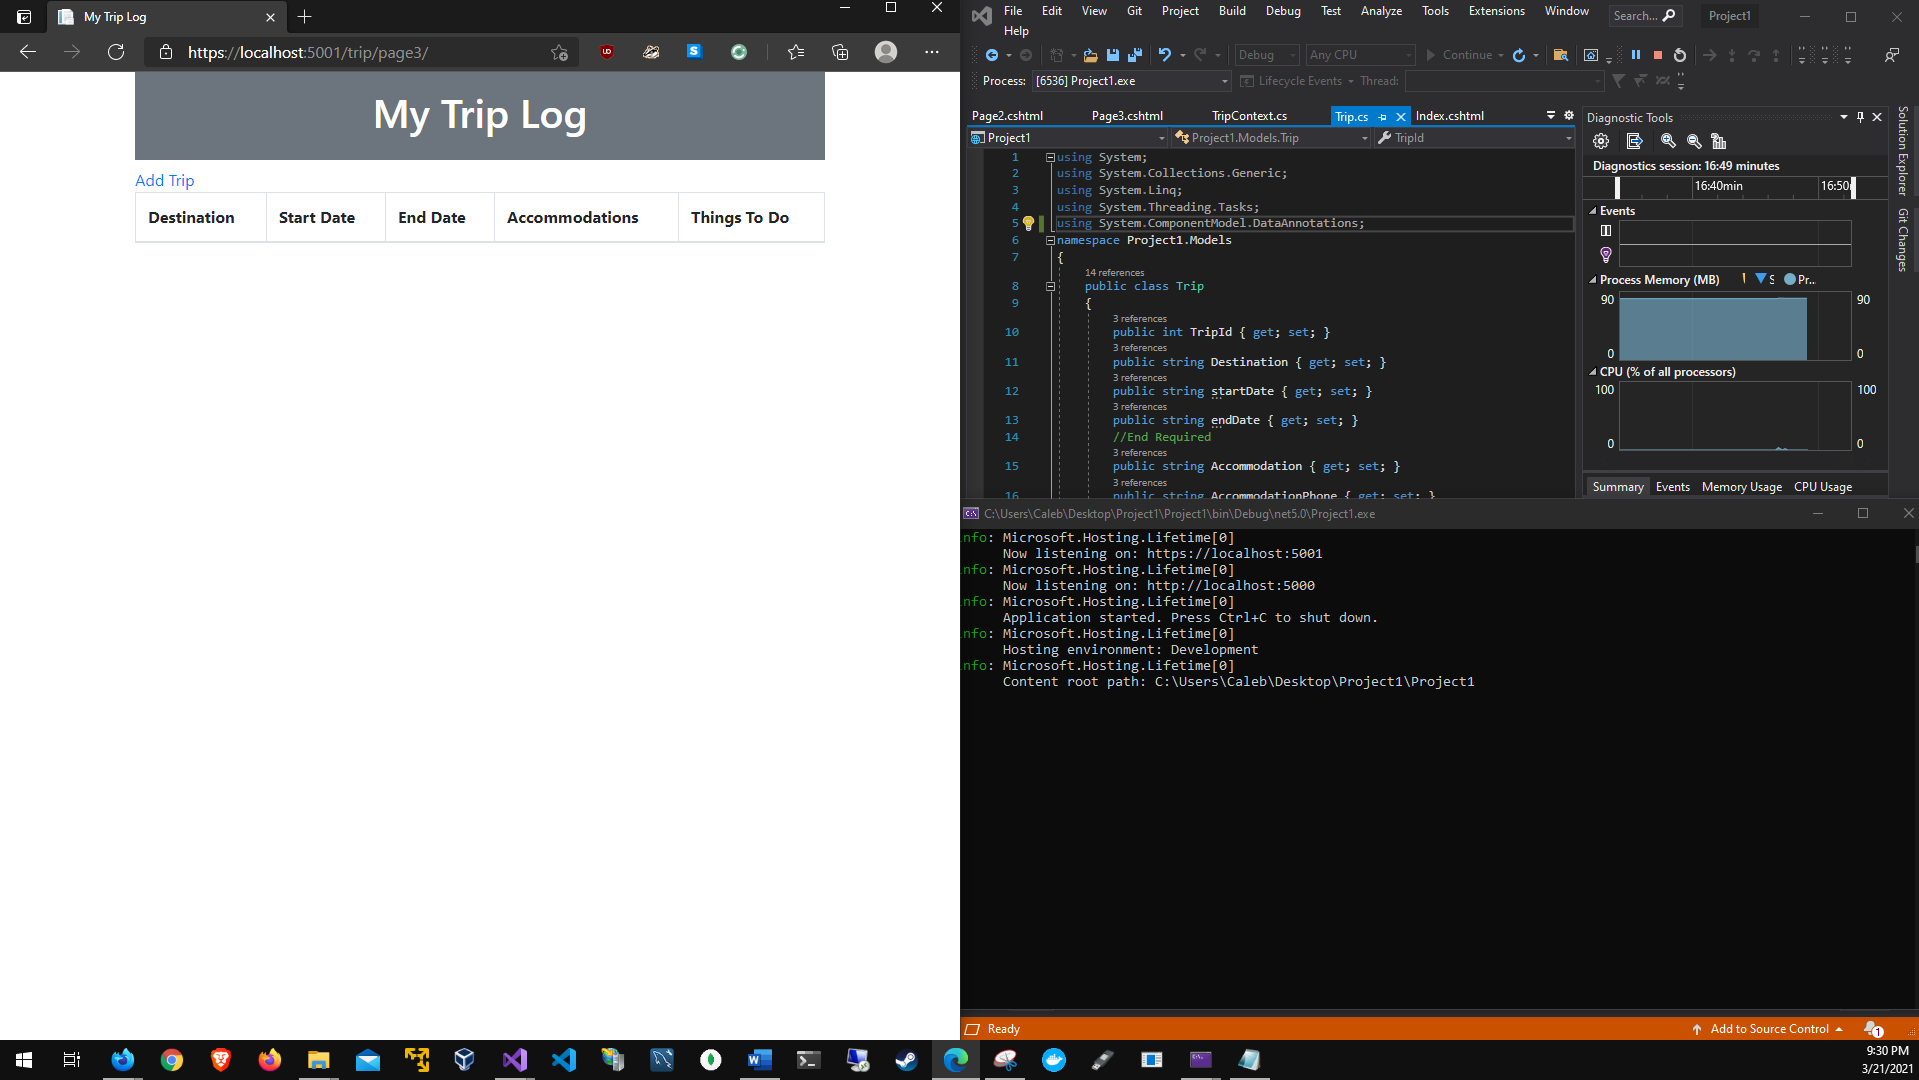 My Trip Log
https://localhost:5001/trip/page3/
My Trip Log
Add Trip
Destination
Start Date
End Date
Accommodations
Things To Do
File Edit View Git Project Build Debug Test Analyze Tools Extensions Window
Search...
Project1
Help
Debug
Any CPU
Continue
Process: [6536] Project1.exe
Lifecycle Events
Thread:
Page2.cshtml
Page3.cshtml
TripContext.cs
Trip.cs
Index.cshtml
Project1
Project1.Models.Trip
TripId
1 using System;
2 using System.Collections.Generic;
3 using System.Linq;
4 using System.Threading.Tasks;
5 using System.ComponentModel.DataAnnotations;
6 namespace Project1.Models
7 {
14 references
8 public class Trip
9 {
3 references
10 public int TripId { get; set; }
3 references
11 public string Destination { get; set; }
3 references
12 public string startDate { get; set; }
3 references
13 public string endDate { get; set; }
14 //End Required
3 references
15 public string Accommodation { get; set; }
3 references
16 public string AccommodationPhone { get; set; }
Diagnostic Tools
Diagnostics session: 16:49 minutes
16:40min
16:50
Events
Process Memory (MB)
S
Pr...
90
90
0
0
CPU (% of all processors)
100
100
0
0
Summary
Events
Memory Usage
CPU Usage
Solution Explorer
Git Changes
C:\Users\Caleb\Desktop\Project1\Project1\bin\Debug\net5.0\Project1.exe
nfo: Microsoft.Hosting.Lifetime[0]
Now listening on: https://localhost:5001
nfo: Microsoft.Hosting.Lifetime[0]
Now listening on: http://localhost:5000
nfo: Microsoft.Hosting.Lifetime[0]
Application started. Press Ctrl+C to shut down.
nfo: Microsoft.Hosting.Lifetime[0]
Hosting environment: Development
nfo: Microsoft.Hosting.Lifetime[0]
Content root path: C:\Users\Caleb\Desktop\Project1\Project1
Ready
Add to Source Control
1
9:30 PM
3/21/2021